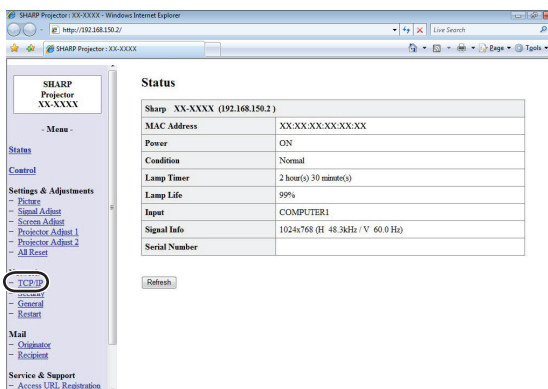 SHARP Projector : XX-XXXX - Windows Internet Explorer
http://192.168.150.2/
Live Search
SHARP Projector : XX-XXXX
Page
Tools
SHARP
Projector
XX-XXXX
- Menu -
Status
Control
Settings & Adjustments
- Picture
- Signal Adjust
- Screen Adjust
- Projector Adjust 1
- Projector Adjust 2
- All Reset
- TCP/IP
- Security
- General
- Restart
Mail
- Originator
- Recipient
Service & Support
- Access URL Registration
Status
Sharp XX-XXXX (192.168.150.2 )
MAC Address XX:XX:XX:XX:XX:XX
Power ON
Condition Normal
Lamp Timer 2 hour(s) 30 minute(s)
Lamp Life 99%
Input COMPUTER1
Signal Info 1024x768 (H 48.3kHz / V 60.0 Hz)
Serial Number
Refresh